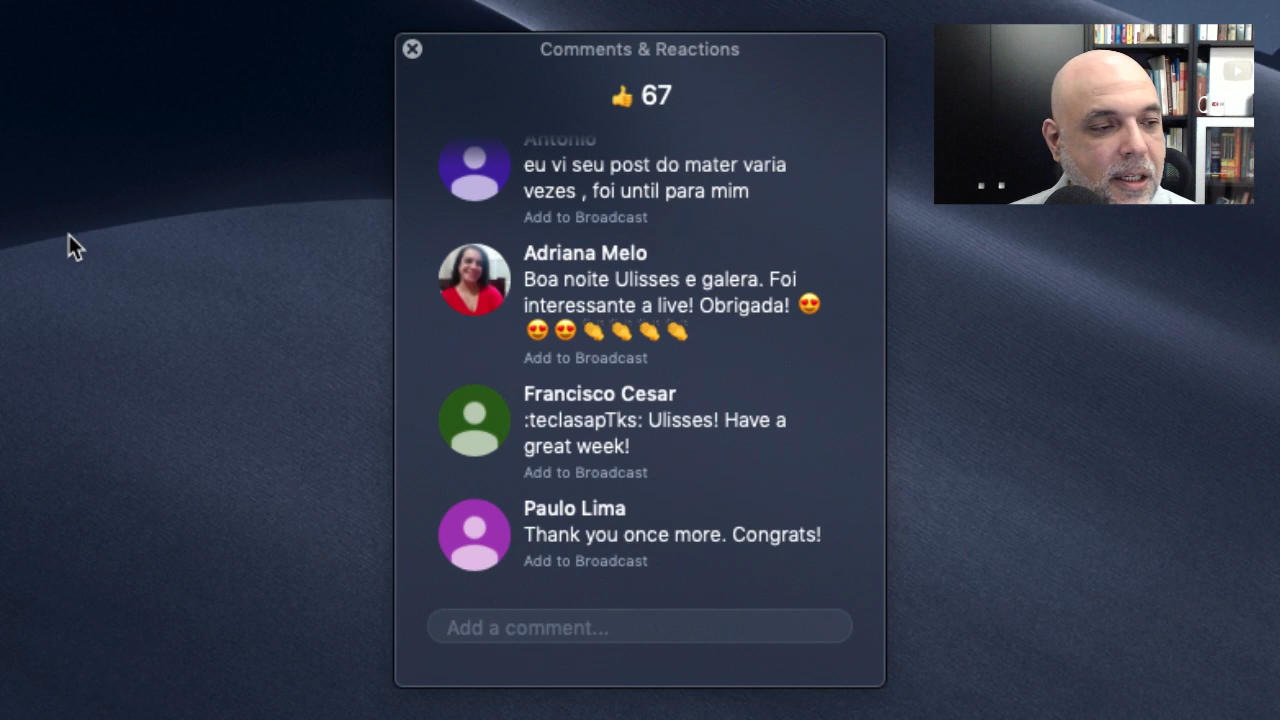 Comments & Reactions
👍 67
Antonio
eu vi seu post do mater varia
vezes , foi until para mim
Add to Broadcast
Adriana Melo
Boa noite Ulisses e galera. Foi
interessante a live! Obrigada! 😍
😍😍👏👏👏👏
Add to Broadcast
Francisco Cesar
:teclasapTks: Ulisses! Have a
great week!
Add to Broadcast
Paulo Lima
Thank you once more. Congrats!
Add to Broadcast
Add a comment...